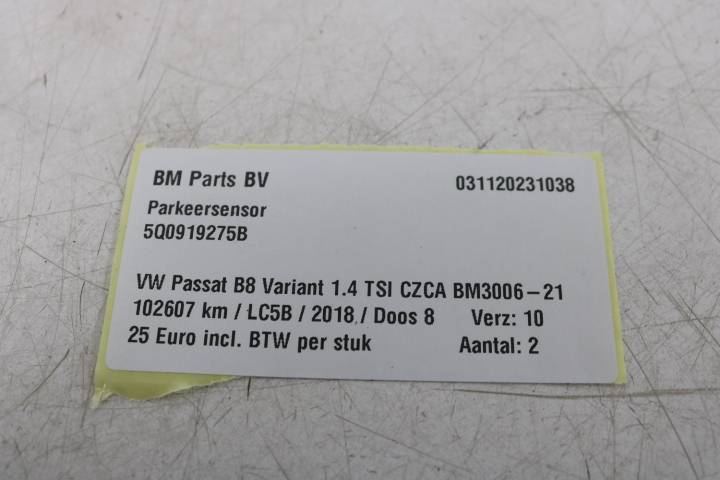 BM Parts BV 031120231038
Parkeersensor
5Q0919275B
VW Passat B8 Variant 1.4 TSI CZCA BM3006-21
102607 km / LC5B / 2018 / Doos 8 Verz: 10
25 Euro incl. BTW per stuk Aantal: 2